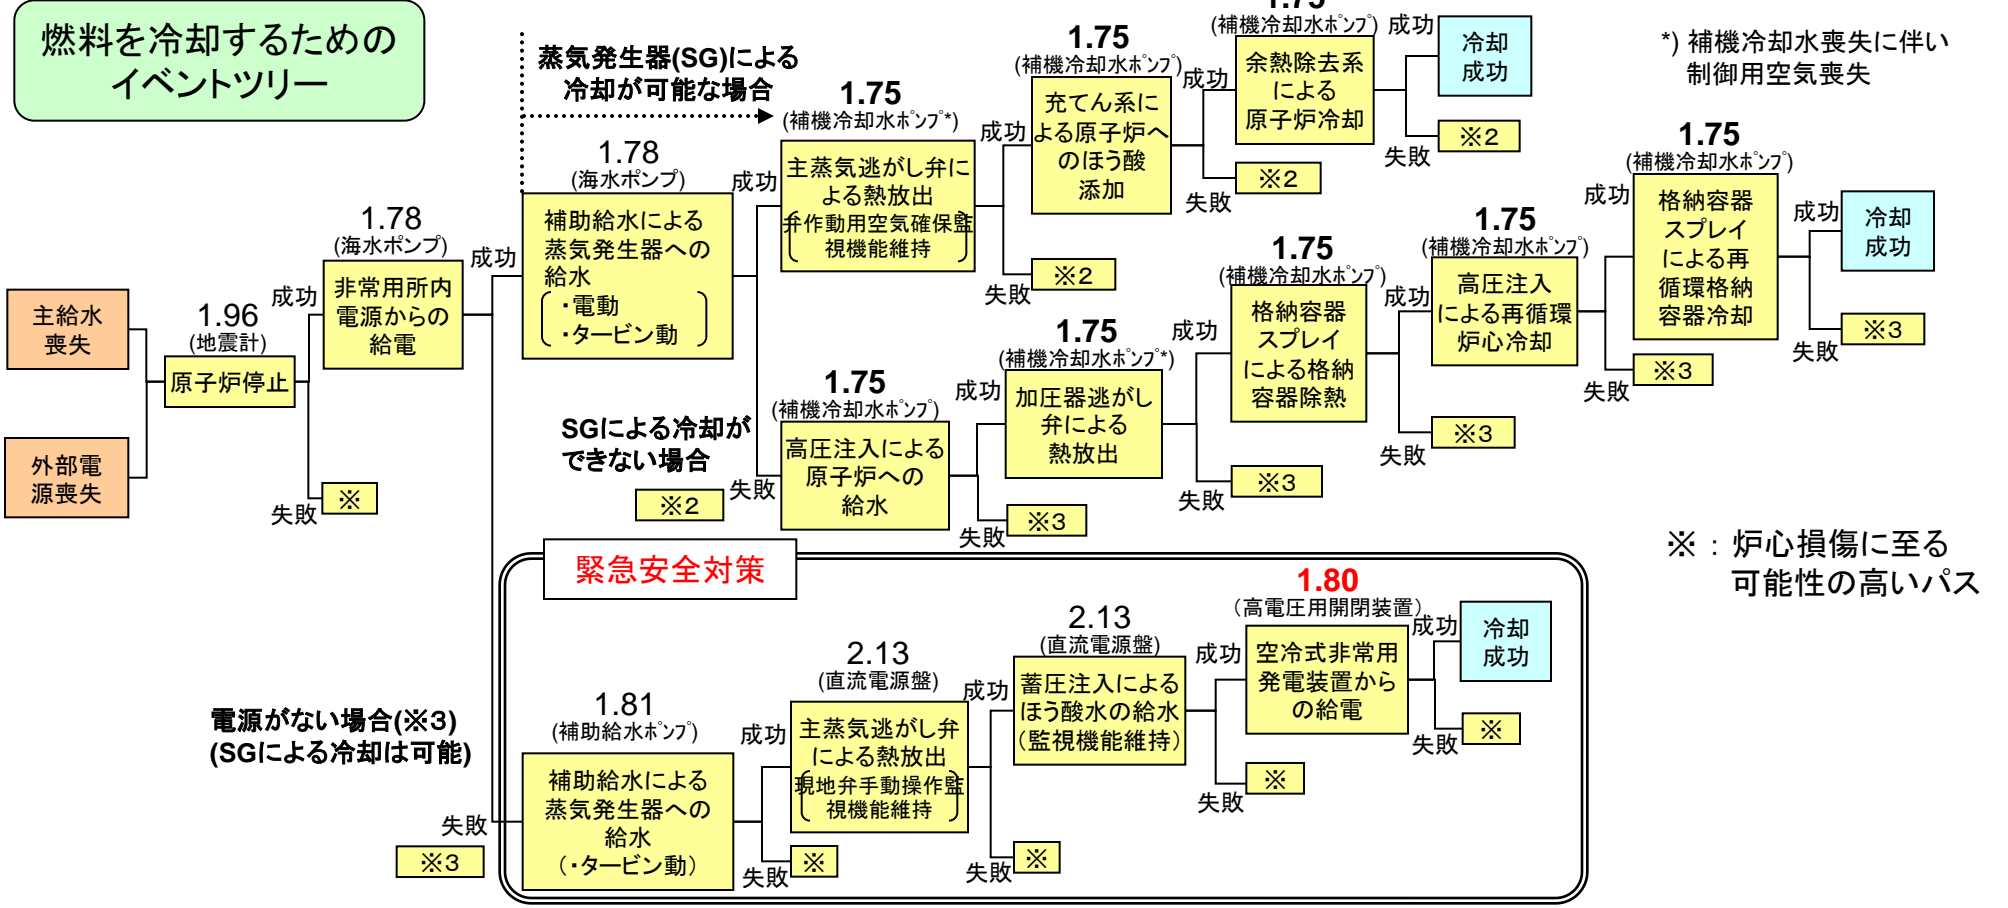 燃料を冷却するための
イベントツリー
蒸気発生器(SG)による
冷却が可能な場合
*) 補機冷却水喪失に伴い
制御用空気喪失
主給水
喪失
外部電
源喪失
1.96
(地震計)
原子炉停止
成功
失敗
※
1.78
(海水ポンプ)
非常用所内
電源からの
給電
成功
1.78
(海水ポンプ)
補助給水による
蒸気発生器への
給水
・電動
・タービン動
成功
1.75
(補機冷却水ポンプ*)
主蒸気逃がし弁に
よる熱放出
弁作動用空気確保監
視機能維持
成功
失敗
※2
1.75
(補機冷却水ポンプ)
充てん系に
よる原子炉へ
のほう酸
添加
成功
失敗
※2
1.75
(補機冷却水ポンプ)
余熱除去系
による
原子炉冷却
成功
冷却
成功
失敗
※2
SGによる冷却が
できない場合
※2
失敗
1.75
(補機冷却水ポンプ)
高圧注入による
原子炉への
給水
成功
失敗
※3
1.75
(補機冷却水ポンプ*)
加圧器逃がし
弁による
熱放出
成功
失敗
※3
1.75
(補機冷却水ポンプ)
格納容器
スプレイ
による格納
容器除熱
成功
失敗
※3
1.75
(補機冷却水ポンプ)
高圧注入
による再循環
炉心冷却
成功
失敗
※3
1.75
(補機冷却水ポンプ)
格納容器
スプレイ
による再
循環格納
容器冷却
成功
冷却
成功
失敗
※3
※：炉心損傷に至る
可能性の高いパス
緊急安全対策
電源がない場合(※3)
(SGによる冷却は可能)
失敗
※3
1.81
(補助給水ポンプ)
補助給水による
蒸気発生器への
給水
(・タービン動)
成功
失敗
※
2.13
(直流電源盤)
主蒸気逃がし弁
による熱放出
現地弁手動操作監
視機能維持
成功
失敗
※
2.13
(直流電源盤)
蓄圧注入による
ほう酸水の給水
(監視機能維持)
成功
失敗
※
1.80
(高電圧用開閉装置)
空冷式非常用
発電装置から
の給電
成功
冷却
成功
失敗
※